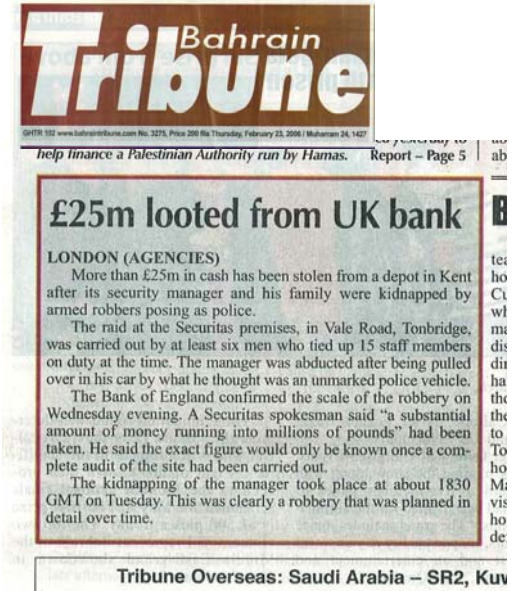 Bahrain
Tribune
GHTR 152 www.bahraintribune.com No. 3275, Price 200 fils Thursday, February 23, 2006 / Muharram 24, 1427
yesterday to
help finance a Palestinian Authority run by Hamas. Report – Page 5
£25m looted from UK bank
LONDON (AGENCIES)
More than £25m in cash has been stolen from a depot in Kent
after its security manager and his family were kidnapped by
armed robbers posing as police.
The raid at the Securitas premises, in Vale Road, Tonbridge,
was carried out by at least six men who tied up 15 staff members
on duty at the time. The manager was abducted after being pulled
over in his car by what he thought was an unmarked police vehicle.
The Bank of England confirmed the scale of the robbery on
Wednesday evening. A Securitas spokesman said “a substantial
amount of money running into millions of pounds” had been
taken. He said the exact figure would only be known once a com-
plete audit of the site had been carried out.
The kidnapping of the manager took place at about 1830
GMT on Tuesday. This was clearly a robbery that was planned in
detail over time.
Tribune Overseas: Saudi Arabia – SR2, Kuw